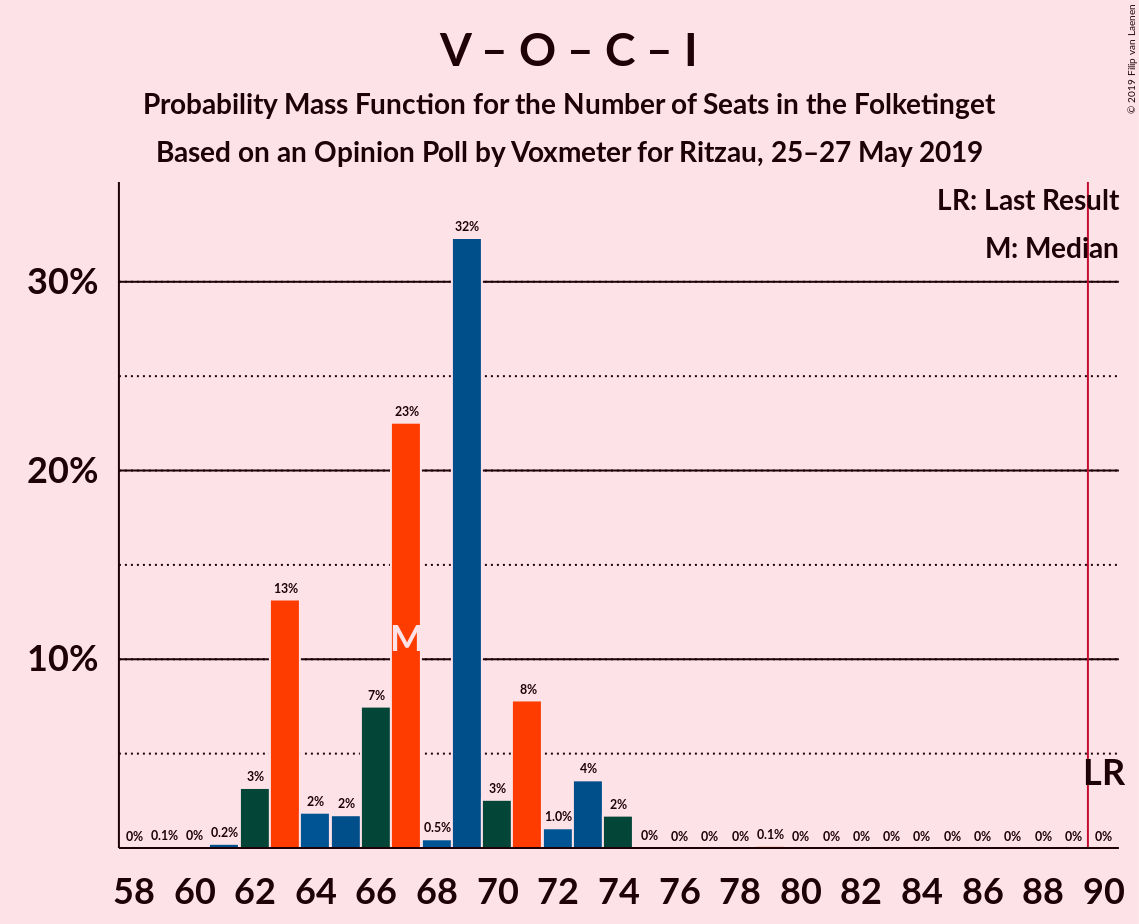 V – O – C – I
Probability Mass Function for the Number of Seats in the Folketinget
Based on an Opinion Poll by Voxmeter for Ritzau, 25–27 May 2019
© 2019 Filip van Laenen
LR: Last Result
M: Median
30%
20%
10%
0% 0.1% 0% 0.2% 3% 13% 2% 2% 7% 23% 0.5% 32% 3% 8% 1.0% 4% 2% 0% 0% 0% 0% 0.1% 0% 0% 0% 0% 0% 0% 0% 0% 0% 0% 0%
M
LR
58 60 62 64 66 68 70 72 74 76 78 80 82 84 86 88 90